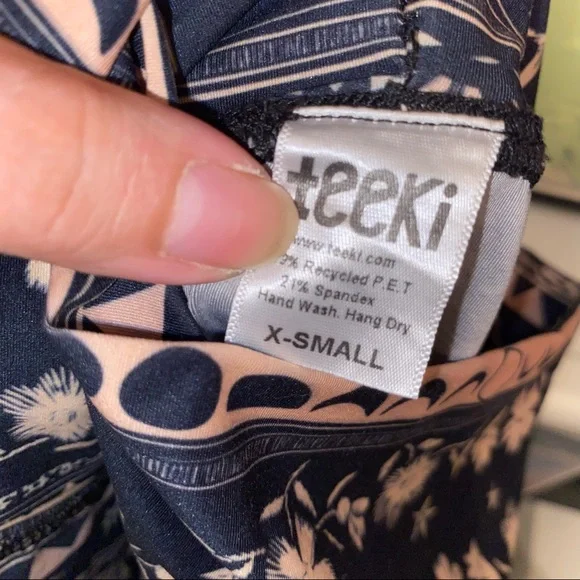 teeki
www.teeki.com
9% Recycled P.E.T
21% Spandex
Hand Wash. Hang Dry
X-SMALL